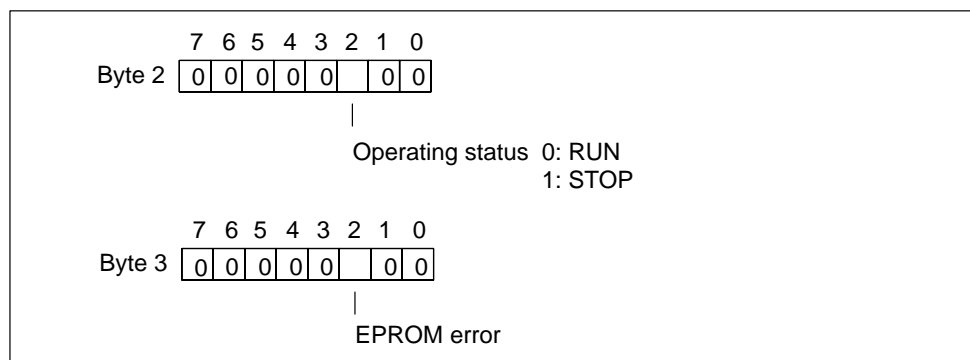 7 6 5 4 3 2 1 0
Byte 2 0 0 0 0 0 0 0
Operating status 0: RUN
1: STOP
7 6 5 4 3 2 1 0
Byte 3 0 0 0 0 0 0 0
EPROM error